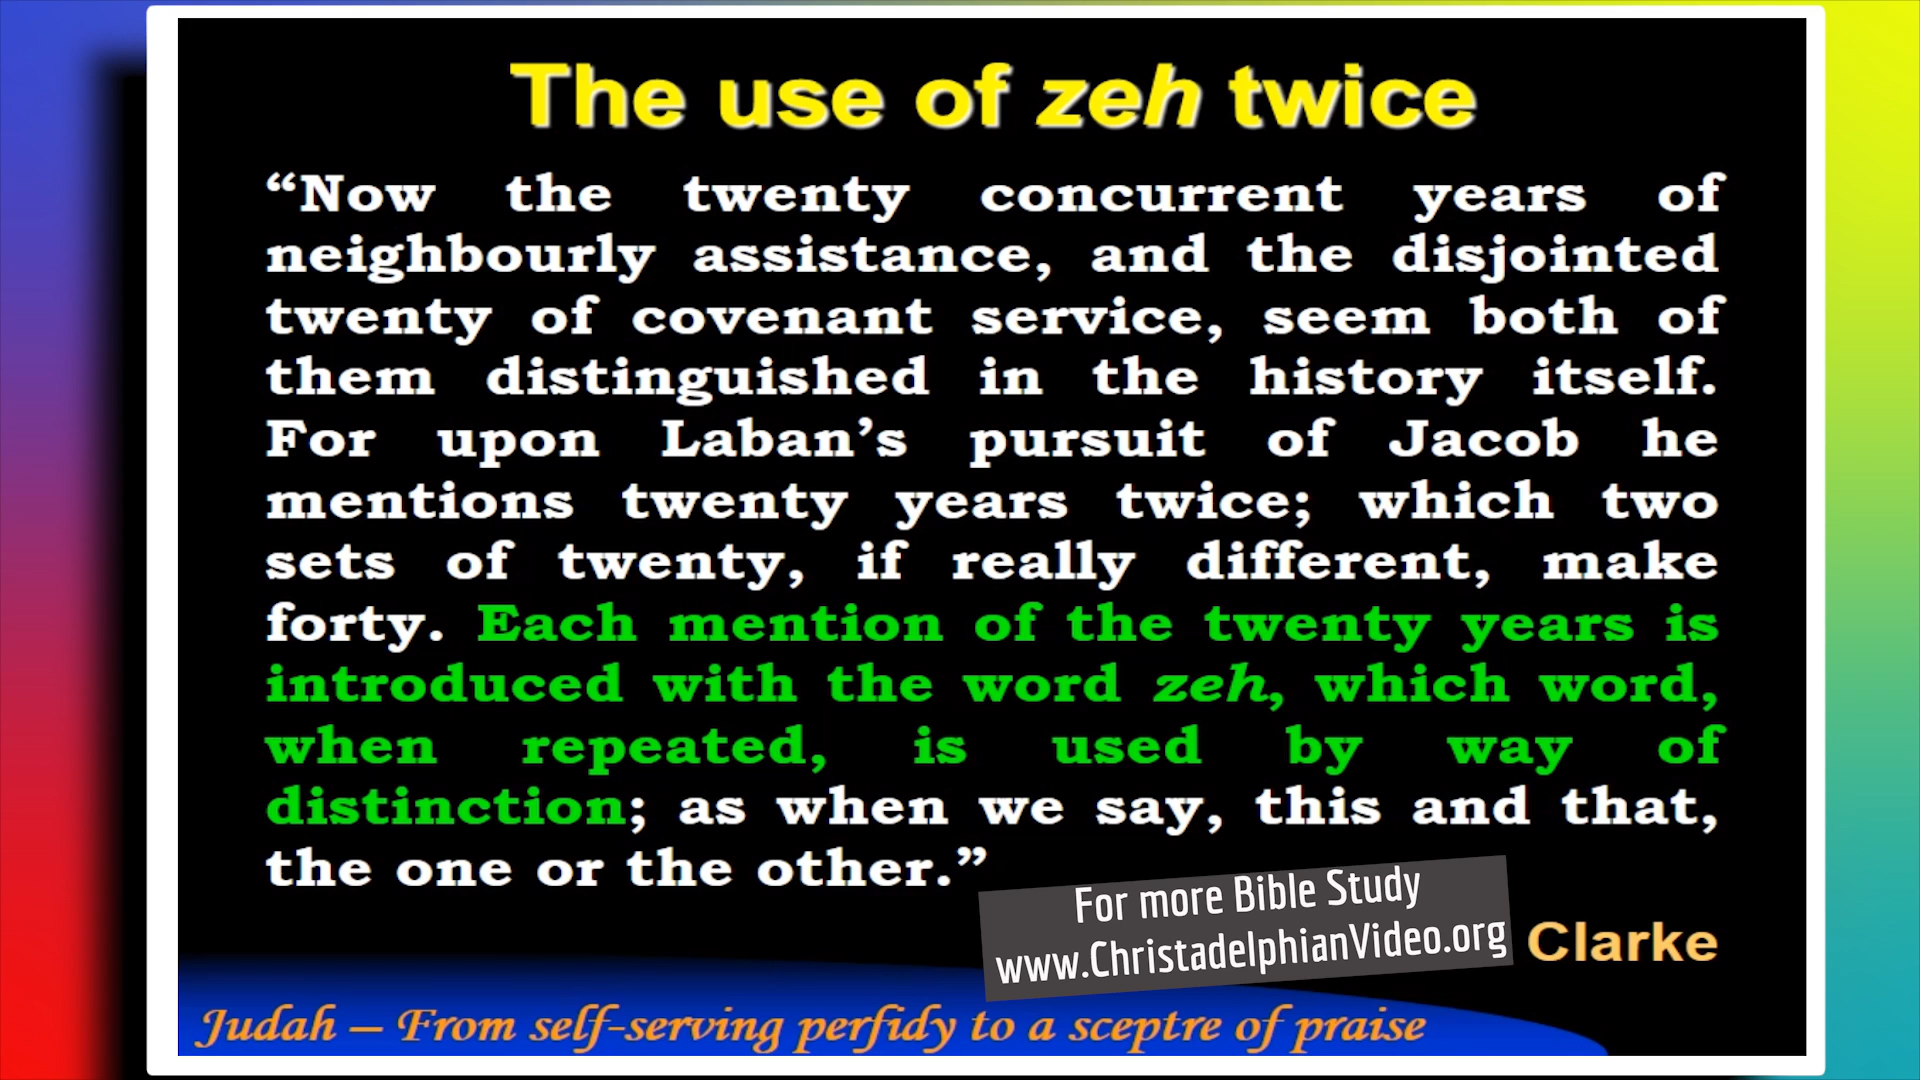 The use of zeh twice
“Now the twenty concurrent years of
neighbourly assistance, and the disjointed
twenty of covenant service, seem both of
them distinguished in the history itself.
For upon Laban’s pursuit of Jacob he
mentions twenty years twice; which two
sets of twenty, if really different, make
forty. Each mention of the twenty years is
introduced with the word zeh, which word,
when repeated, is used by way of
distinction; as when we say, this and that,
the one or the other.”
For more Bible Study
www.ChristadelphianVideo.org
Clarke
Judah – From self-serving perfidy to a sceptre of praise